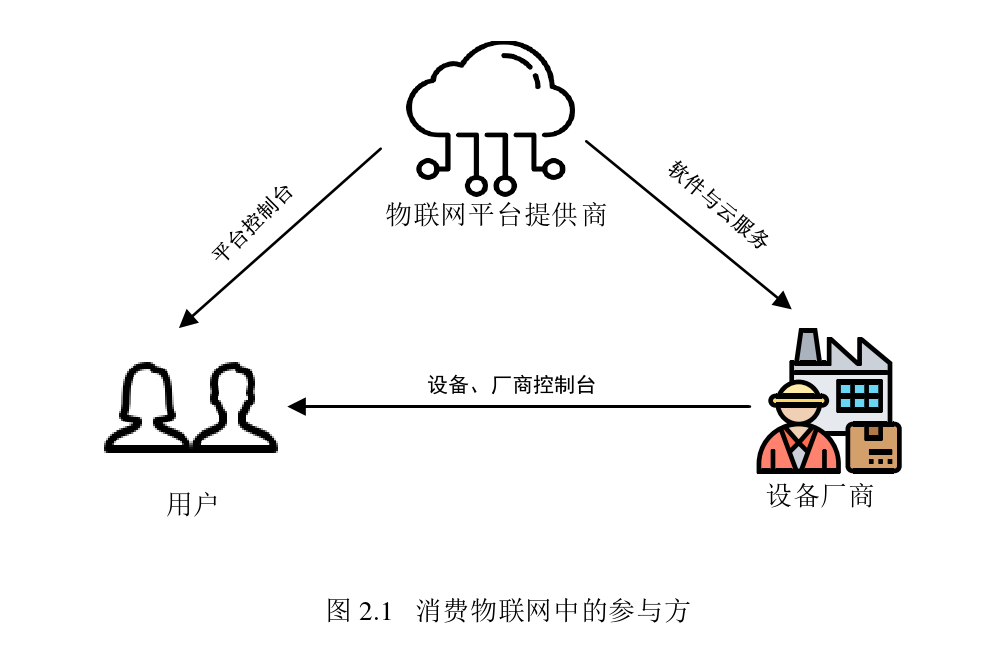 软件与云服务
平台控制台
物联网平台提供商
设备、厂商控制台
设备厂商
用户
图 2.1 消费物联网中的参与方